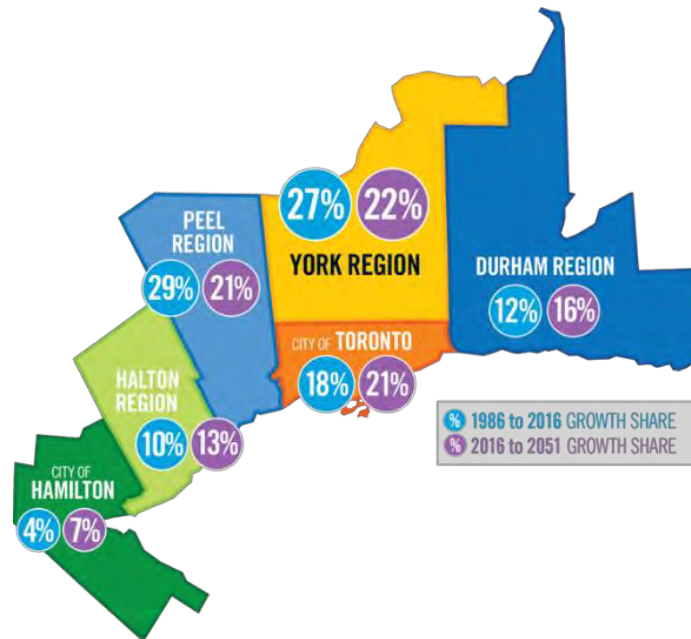 27% 22%
YORK REGION
PEEL
REGION
29% 21%
DURHAM REGION
12% 16%
CITY OF TORONTO
18% 21%
HALTON
REGION
10% 13%
% 1986 to 2016 GROWTH SHARE
% 2016 to 2051 GROWTH SHARE
CITY OF
HAMILTON
4% 7%